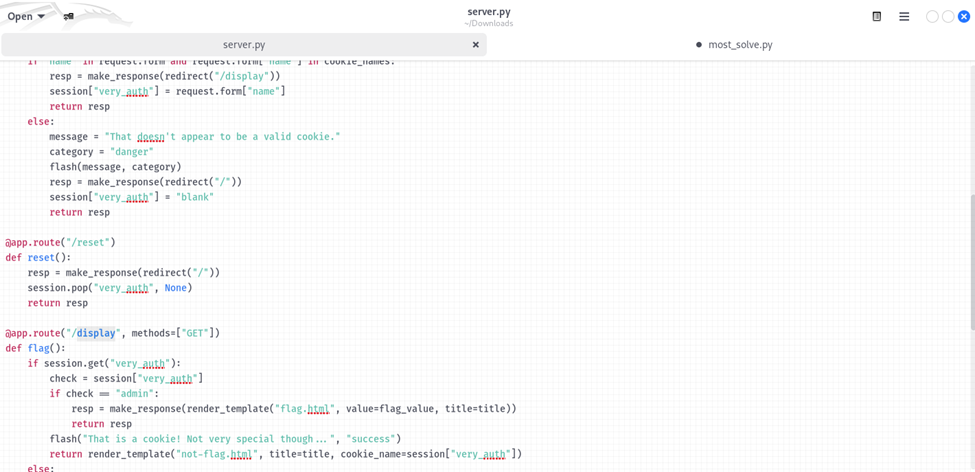 Open
server.py
~/Downloads
server.py
most_solve.py
if "name" in request.form and request.form["name"] in cookie_names:
resp = make_response(redirect("/display"))
session["very_auth"] = request.form["name"]
return resp
else:
message = "That doesn't appear to be a valid cookie."
category = "danger"
flash(message, category)
resp = make_response(redirect("/"))
session["very_auth"] = "blank"
return resp
@app.route("/reset")
def reset():
resp = make_response(redirect("/"))
session.pop("very_auth", None)
return resp
@app.route("/display", methods=["GET"])
def flag():
if session.get("very_auth"):
check = session["very_auth"]
if check == "admin":
resp = make_response(render_template("flag.html", value=flag_value, title=title))
return resp
flash("That is a cookie! Not very special though...", "success")
return render_template("not-flag.html", title=title, cookie_name=session["very_auth"])
else: